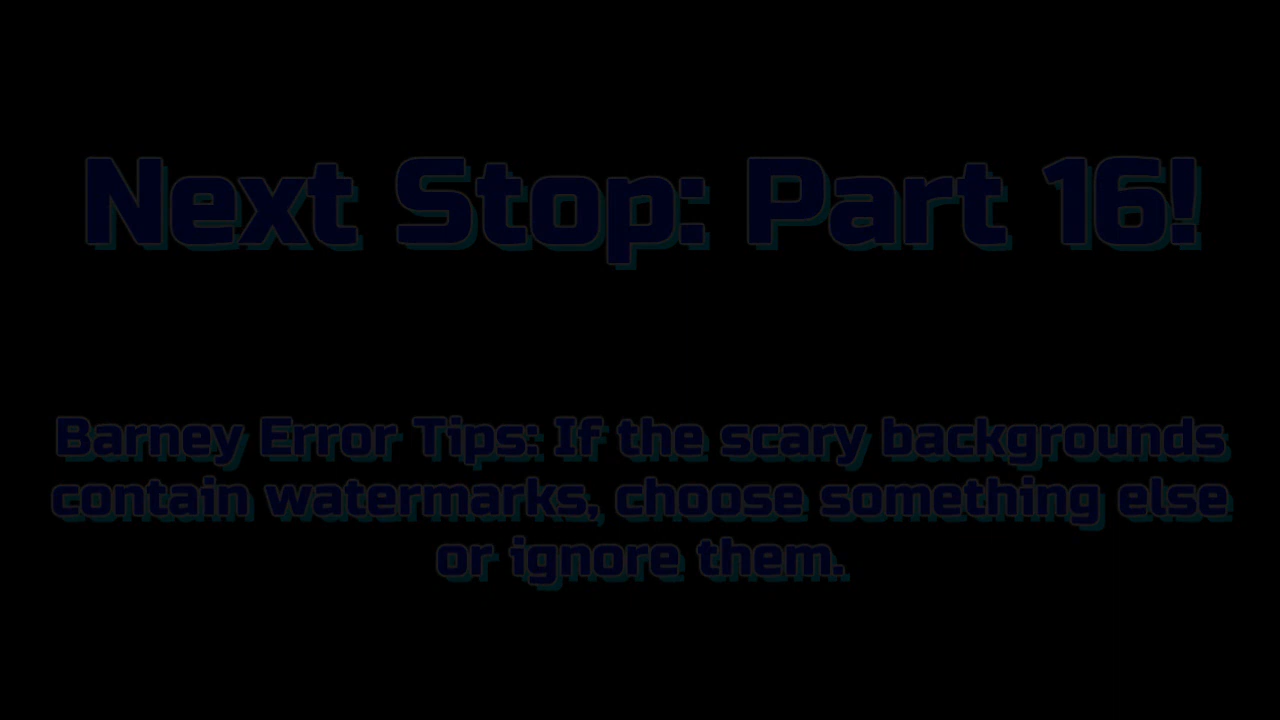 Next Stop: Part 16!
Barney Error Tips: If the scary backgrounds
contain watermarks, choose something else
or ignore them.